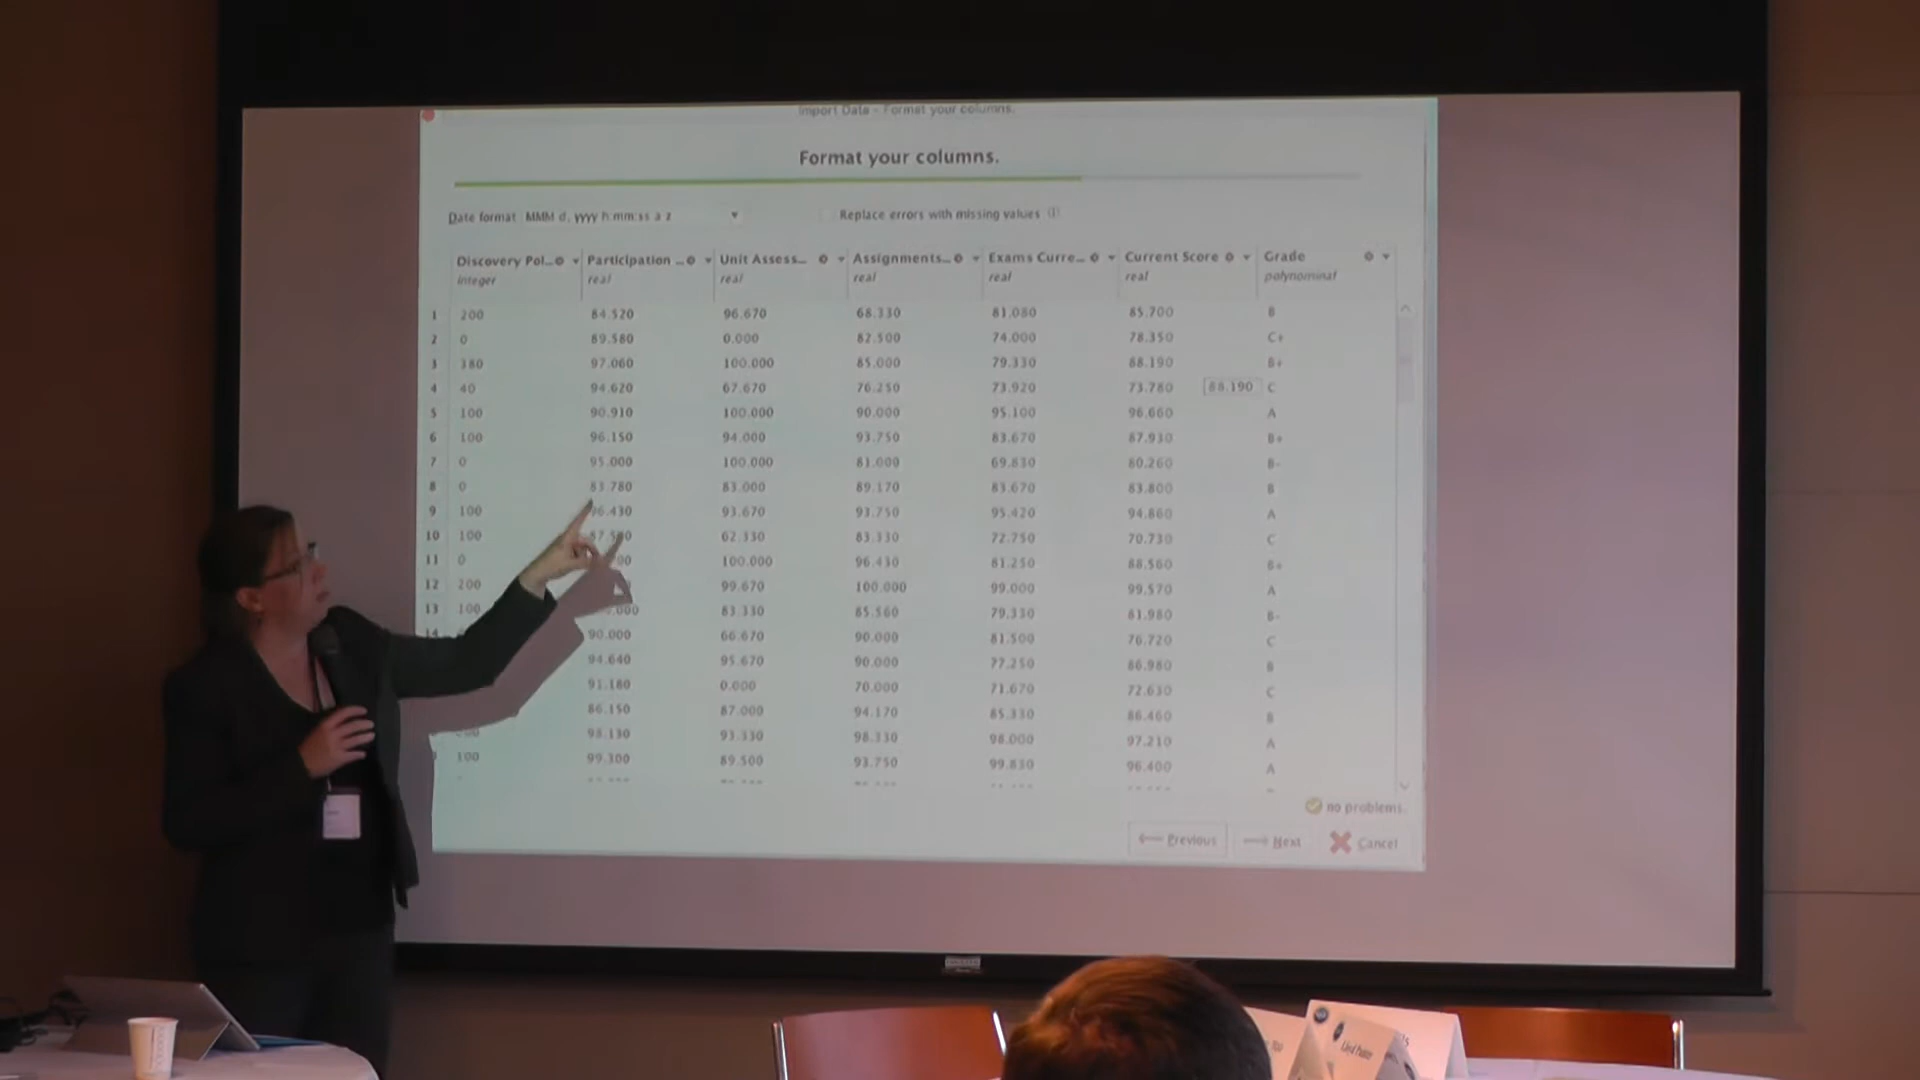 Import Data - Format your columns.
Format your columns.
Date format MMM d, yyyy h:mm:ss a z Replace errors with missing values
Discovery Pol... Participation ... Unit Assess... Assignments... Exams Curre... Current Score Grade
integer real real real real real polynominal
1 200 84.520 96.670 68.330 81.080 85.700 B
2 0 89.580 0.000 82.500 74.000 78.350 C+
3 380 97.060 100.000 85.000 79.330 88.190 B+
4 40 94.620 67.670 76.250 73.920 73.780 88.190 C
5 100 90.910 100.000 90.000 95.100 96.660 A
6 100 96.150 94.000 93.750 83.670 87.930 B+
7 0 95.000 100.000 81.000 69.830 80.260 B-
8 0 83.780 83.000 89.170 83.670 83.800 B
9 100 96.430 93.670 93.750 95.420 94.860 A
10 100 62.330 83.330 72.750 70.730 C
11 0 100.000 96.430 81.250 88.560 B+
12 200 99.670 100.000 99.000 99.570 A
13 100 83.330 85.560 79.330 81.980 B-
14 90.000 66.670 90.000 81.500 76.720 C
94.640 95.670 90.000 77.250 86.980 B
91.180 0.000 70.000 71.670 72.630 C
86.150 87.000 94.170 85.330 86.460 B
98.130 93.330 98.330 98.000 97.210 A
100 99.300 89.500 93.750 99.830 96.400 A
no problems.
Previous Next Cancel